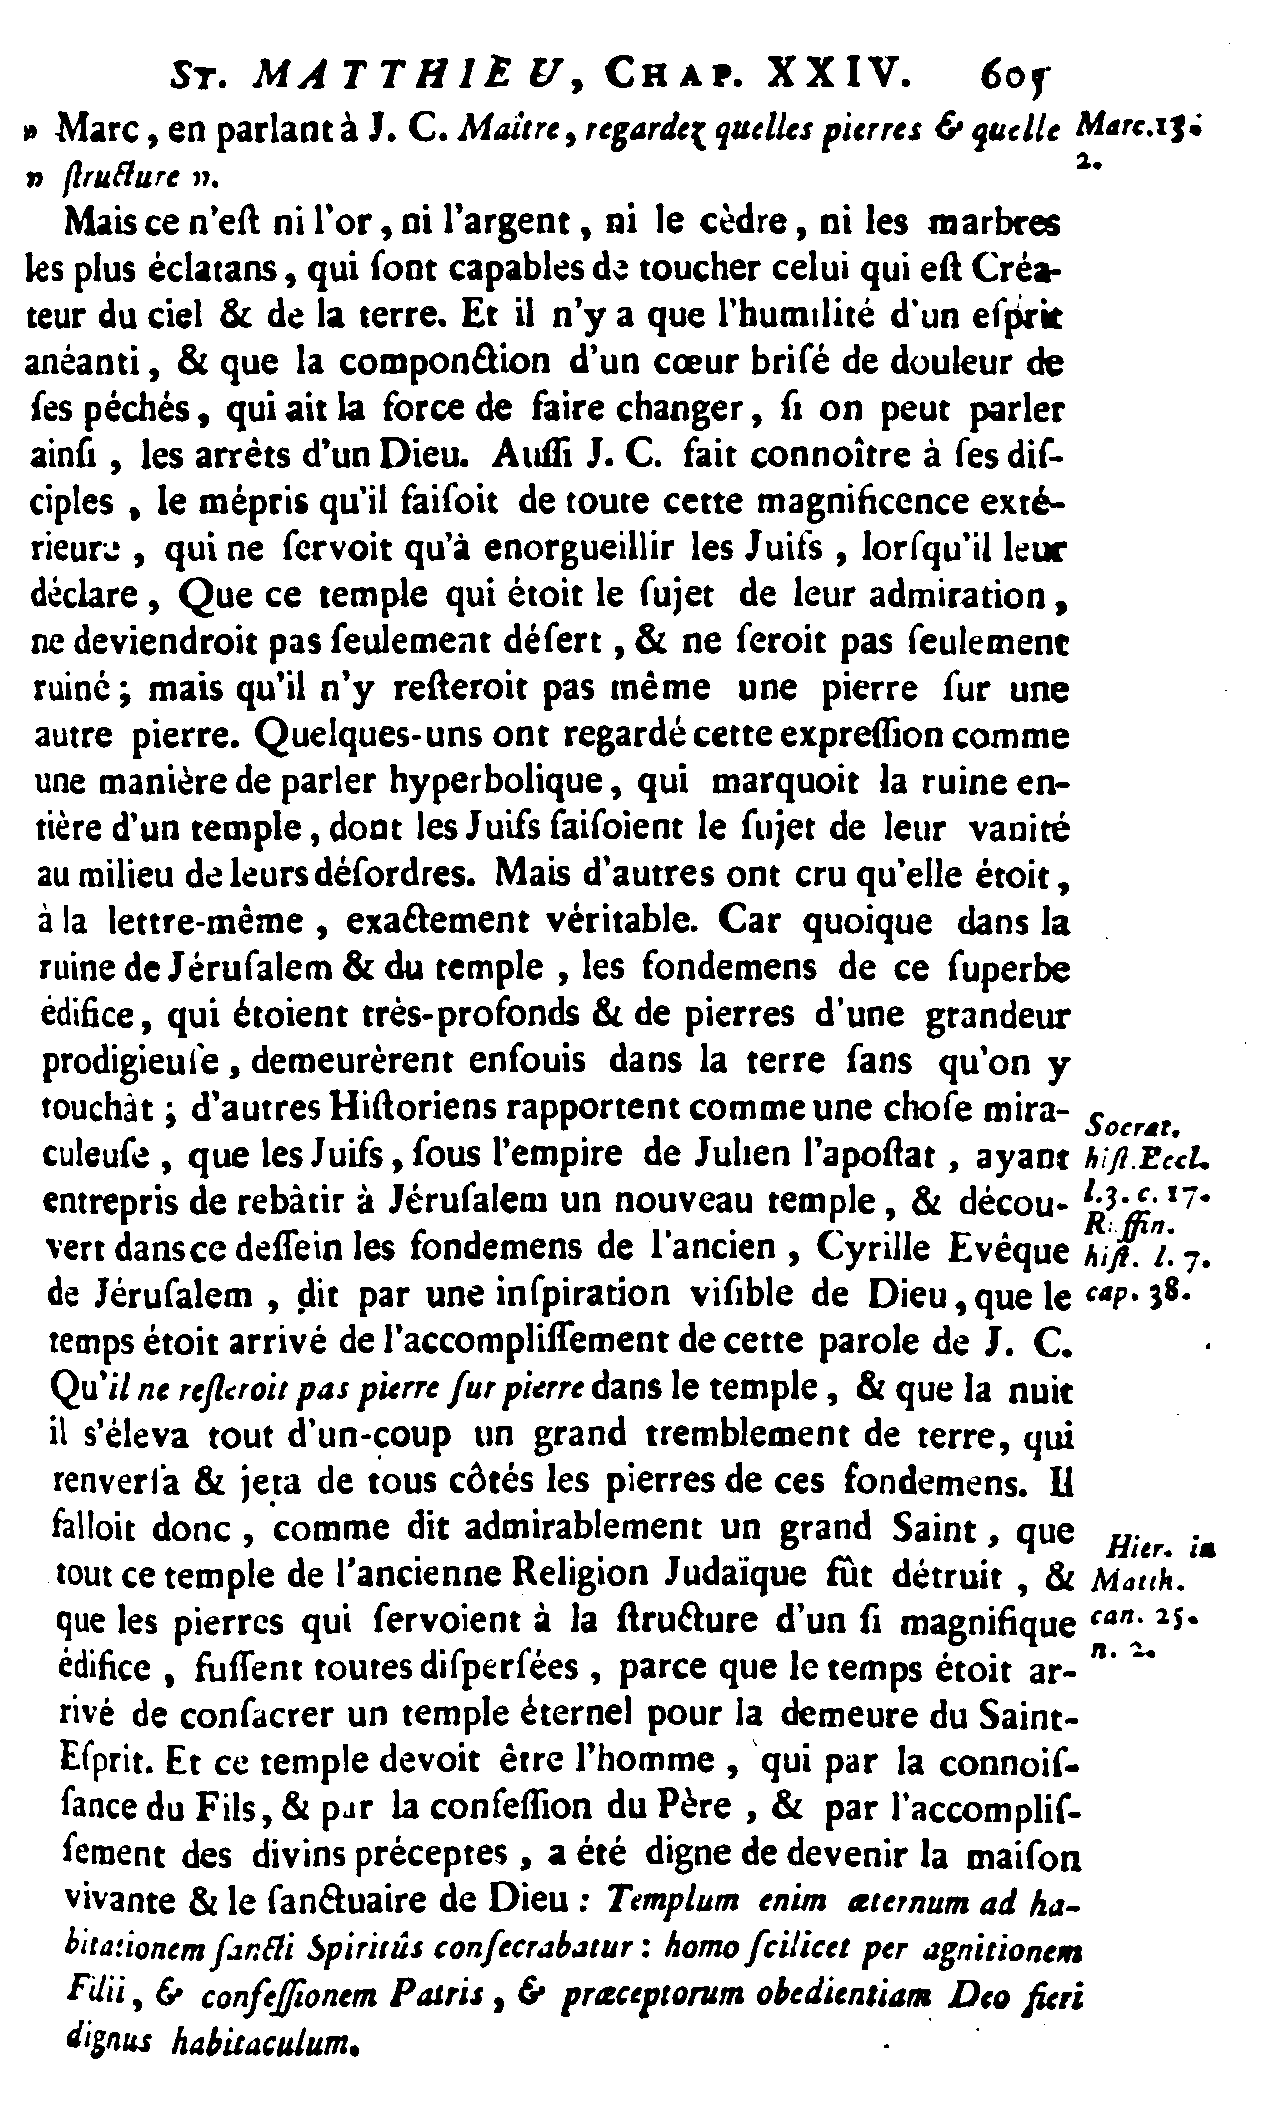 ST. MATTHIEU, CHAP. XXIV. 605
» Marc, en parlant à J. C. Maître, regardez quelles pierres & quelle
Marc. 13.
2.
» ſtructure ».
Mais ce n'eſt ni l'or, ni l'argent, ni le cèdre, ni les marbres
les plus éclatans, qui ſont capables de toucher celui qui eſt Créa-
teur du ciel & de la terre. Et il n'y a que l'humilité d'un eſprit
anéanti, & que la componction d'un cœur briſé de douleur de
ſes péchés, qui ait la force de faire changer, ſi on peut parler
ainſi, les arrêts d'un Dieu. Auſſi J. C. fait connoître à ſes diſ-
ciples, le mépris qu'il faiſoit de toute cette magnificence exté-
rieure, qui ne ſervoit qu'à enorgueillir les Juifs, lorſqu'il leur
déclare, Que ce temple qui étoit le ſujet de leur admiration,
ne deviendroit pas ſeulement déſert, & ne ſeroit pas ſeulement
ruiné; mais qu'il n'y reſteroit pas même une pierre ſur une
autre pierre. Quelques-uns ont regardé cette expreſſion comme
une manière de parler hyperbolique, qui marquoit la ruine en-
tière d'un temple, dont les Juifs faiſoient le ſujet de leur vanité
au milieu de leurs déſordres. Mais d'autres ont cru qu'elle étoit,
à la lettre-même, exactement véritable. Car quoique dans la
ruine de Jéruſalem & du temple, les fondemens de ce ſuperbe
édifice, qui étoient très-profonds & de pierres d'une grandeur
prodigieuſe, demeurèrent enfouis dans la terre ſans qu'on y
touchât; d'autres Hiſtoriens rapportent comme une choſe mira-
culeuſe, que les Juifs, ſous l'empire de Julien l'apoſtat, ayant
entrepris de rebâtir à Jéruſalem un nouveau temple, & décou-
vert dans ce deſſein les fondemens de l'ancien, Cyrille Evêque
de Jéruſalem, dit par une inſpiration viſible de Dieu, que le
Socrat.
hiſt. Eccl.
l. 3. c. 17.
Ruffin.
hiſt. l. 7.
cap. 38.
temps étoit arrivé de l'accompliſſement de cette parole de J. C.
Qu'il ne reſteroit pas pierre ſur pierre dans le temple, & que la nuit
il s'éleva tout d'un-coup un grand tremblement de terre, qui
renverſa & jeta de tous côtés les pierres de ces fondemens. Il
falloit donc, comme dit admirablement un grand Saint, que
tout ce temple de l'ancienne Religion Judaïque fût détruit, &
que les pierres qui ſervoient à la ſtructure d'un ſi magnifique
édifice, fuſſent toutes diſperſées, parce que le temps étoit ar-
Hier. in
Matth.
can. 25.
n. 2.
rivé de conſacrer un temple éternel pour la demeure du Saint-
Eſprit. Et ce temple devoit être l'homme, qui par la connoiſ-
ſance du Fils, & par la confeſſion du Père, & par l'accompliſ-
ſement des divins préceptes, a été digne de devenir la maiſon
vivante & le ſanctuaire de Dieu : Templum enim æternum ad ha-
bitationem ſancti Spiritûs conſecrabatur : homo ſcilicet per agnitionem
Filii, & confeſſionem Patris, & præceptorum obedientiam Deo fieri
dignus habitaculum.